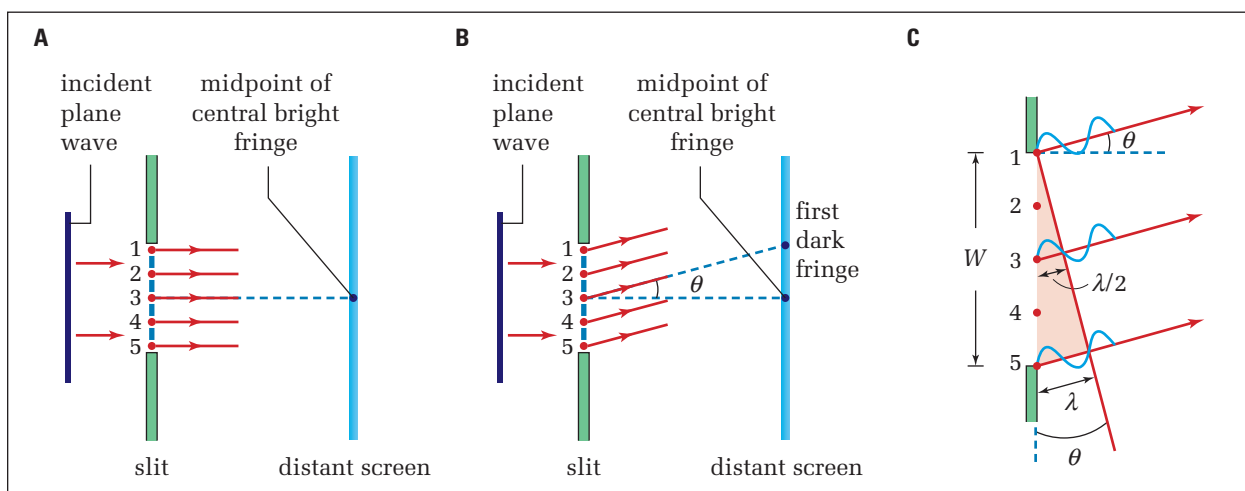 A
incident
plane
wave
midpoint of
central bright
fringe
1
2
3
4
5
slit
distant screen
B
incident
plane
wave
midpoint of
central bright
fringe
first
dark
fringe
1
2
3
4
5
θ
slit
distant screen
C
1
θ
2
W
3
λ/2
4
5
λ
θ